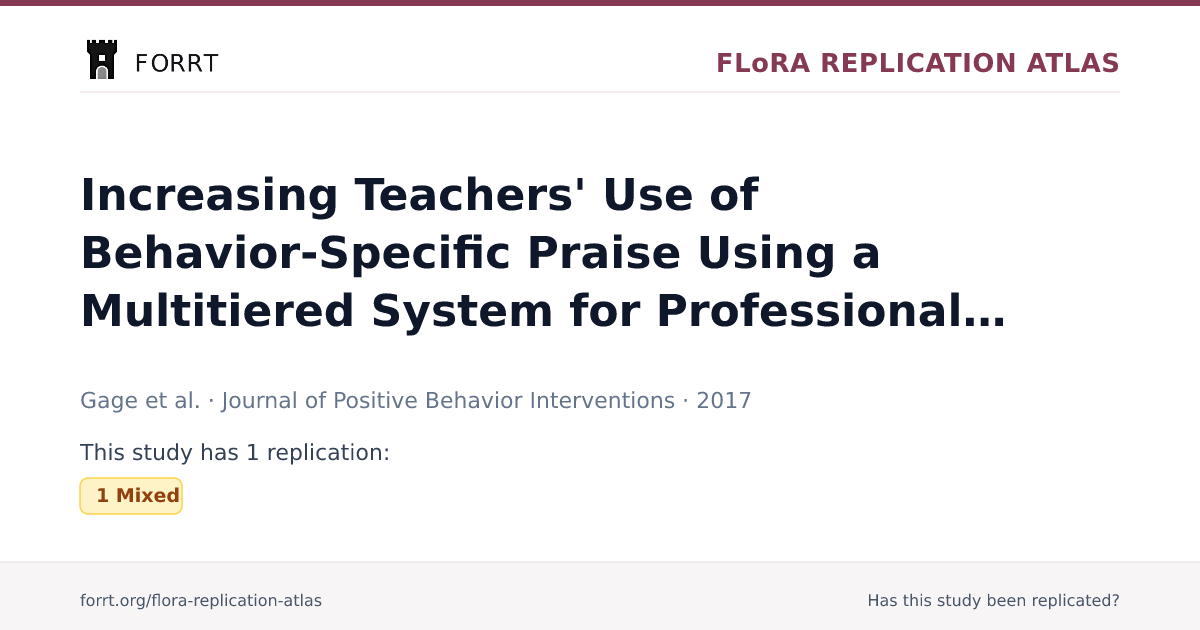 FORRT
FLoRA REPLICATION ATLAS
Increasing Teachers' Use of
Behavior-Specific Praise Using a
Multitiered System for Professional…
Gage et al. · Journal of Positive Behavior Interventions · 2017
This study has 1 replication:
1 Mixed
forrt.org/flora-replication-atlas
Has this study been replicated?